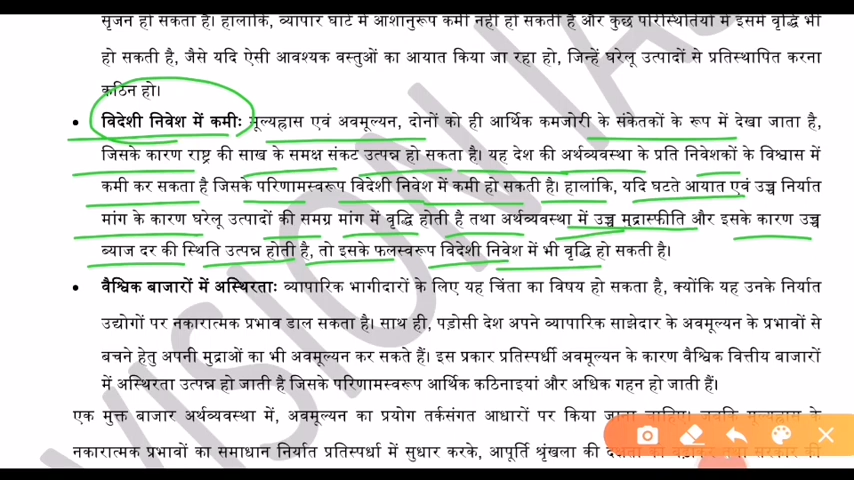 सृजन हो सकता है। हालांकि, व्यापार घाटे में आशानुरूप कमी नहीं हो सकती है और कुछ परिस्थितियों में इसमें वृद्धि भी
हो सकती है, जैसे यदि ऐसी आवश्यक वस्तुओं का आयात किया जा रहा हो, जिन्हें घरेलू उत्पादों से प्रतिस्थापित करना
कठिन हो।
• विदेशी निवेश में कमी: मूल्यह्रास एवं अवमूल्यन, दोनों को ही आर्थिक कमजोरी के संकेतकों के रूप में देखा जाता है,
जिसके कारण राष्ट्र की साख के समक्ष संकट उत्पन्न हो सकता है। यह देश की अर्थव्यवस्था के प्रति निवेशकों के विश्वास में
कमी कर सकता है जिसके परिणामस्वरूप विदेशी निवेश में कमी हो सकती है। हालांकि, यदि घटते आयात एवं उच्च निर्यात
मांग के कारण घरेलू उत्पादों की समग्र मांग में वृद्धि होती है तथा अर्थव्यवस्था में उच्च मुद्रास्फीति और इसके कारण उच्च
ब्याज दर की स्थिति उत्पन्न होती है, तो इसके फलस्वरूप विदेशी निवेश में भी वृद्धि हो सकती है।
• वैश्विक बाजारों में अस्थिरता: व्यापारिक भागीदारों के लिए यह चिंता का विषय हो सकता है, क्योंकि यह उनके निर्यात
उद्योगों पर नकारात्मक प्रभाव डाल सकता है। साथ ही, पड़ोसी देश अपने व्यापारिक साझेदार के अवमूल्यन के प्रभावों से
बचने हेतु अपनी मुद्राओं का भी अवमूल्यन कर सकते हैं। इस प्रकार प्रतिस्पर्धी अवमूल्यन के कारण वैश्विक वित्तीय बाजारों
में अस्थिरता उत्पन्न हो जाती है जिसके परिणामस्वरूप आर्थिक कठिनाइयां और अधिक गहन हो जाती हैं।
एक मुक्त बाजार अर्थव्यवस्था में, अवमूल्यन का प्रयोग तर्कसंगत आधारों पर किया जाना चाहिए।
नकारात्मक प्रभावों का समाधान निर्यात प्रतिस्पर्धा में सुधार करके, आपूर्ति श्रृंखला की
VISION IAS